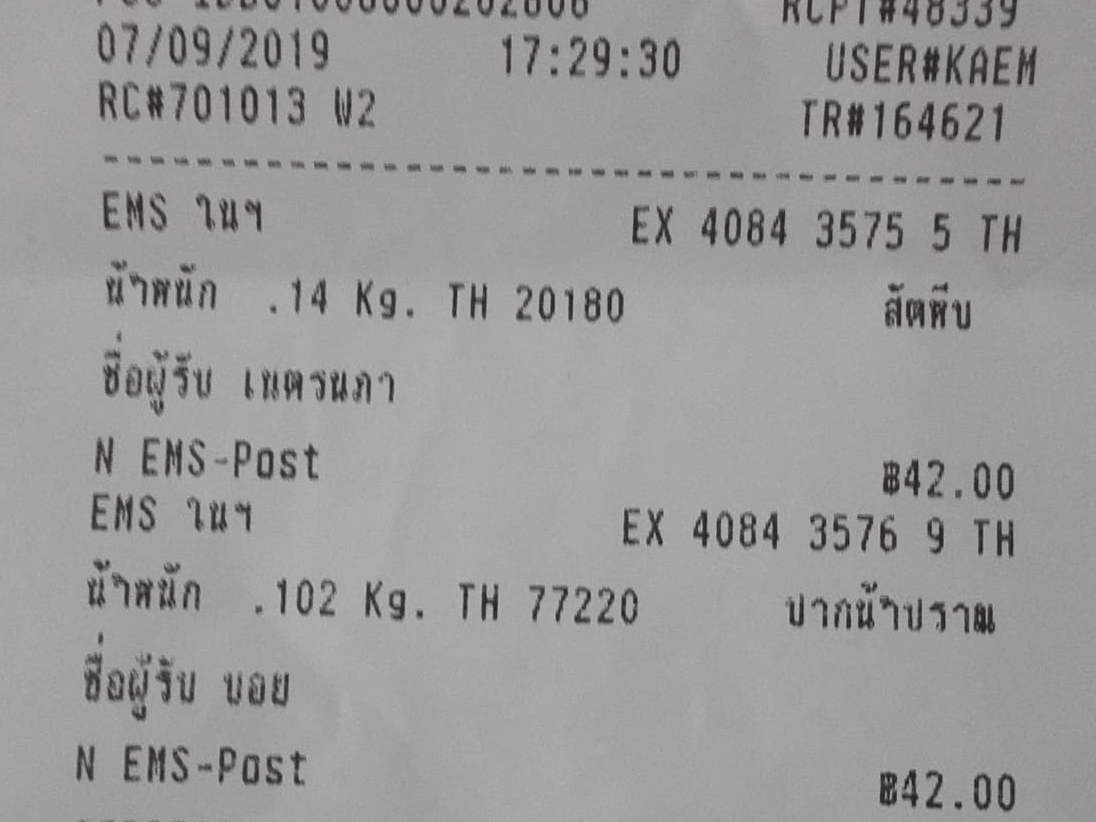 RCPT#48339
07/09/2019 17:29:30 USER#KAEM
RC#701013 W2 TR#164621
EMS ในฯ EX 4084 3575 5 TH
น้ำหนัก .14 Kg. TH 20180 สัตหีบ
ชื่อผู้รับ เนตรนภา
N EMS-Post ฿42.00
EMS ในฯ EX 4084 3576 9 TH
น้ำหนัก .102 Kg. TH 77220 ปากน้ำปราณ
ชื่อผู้รับ บอย
N EMS-Post ฿42.00